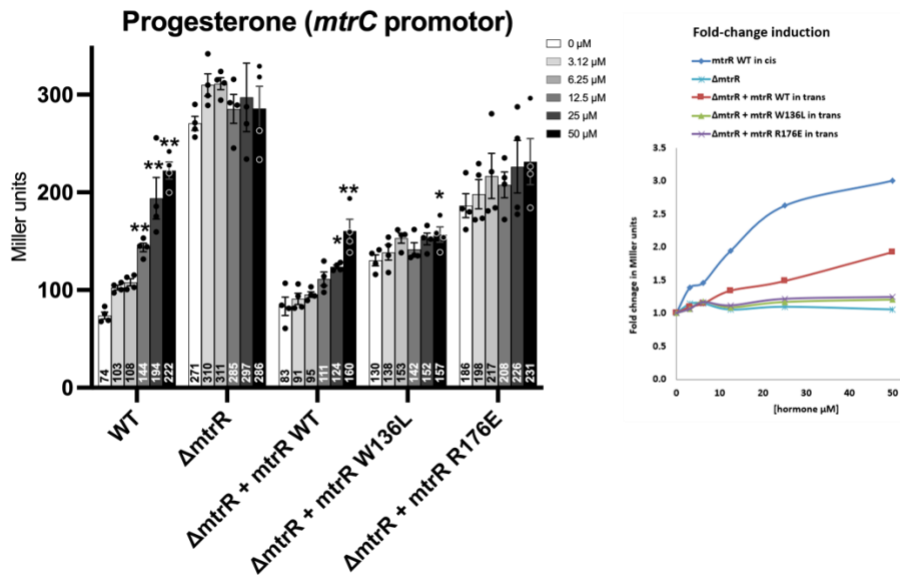 Progesterone (mtrC promotor)
Miller units
300
200
100
0
** ** **
* **
*
74 103 108 144 194 222
271 310 311 285 297 286
83 91 95 111 124 160
130 138 153 142 152 157
186 198 217 208 226 231
WT
ΔmtrR
ΔmtrR + mtrR WT
ΔmtrR + mtrR W136L
ΔmtrR + mtrR R176E
0 µM
3.12 µM
6.25 µM
12.5 µM
25 µM
50 µM
Fold-change induction
mtrR WT in cis
ΔmtrR
ΔmtrR + mtrR WT in trans
ΔmtrR + mtrR W136L in trans
ΔmtrR + mtrR R176E in trans
Fold chnage in Miller units
3.5
3.0
2.5
2.0
1.5
1.0
0.5
0.0
0 10 20 30 40 50
[hormone µM]